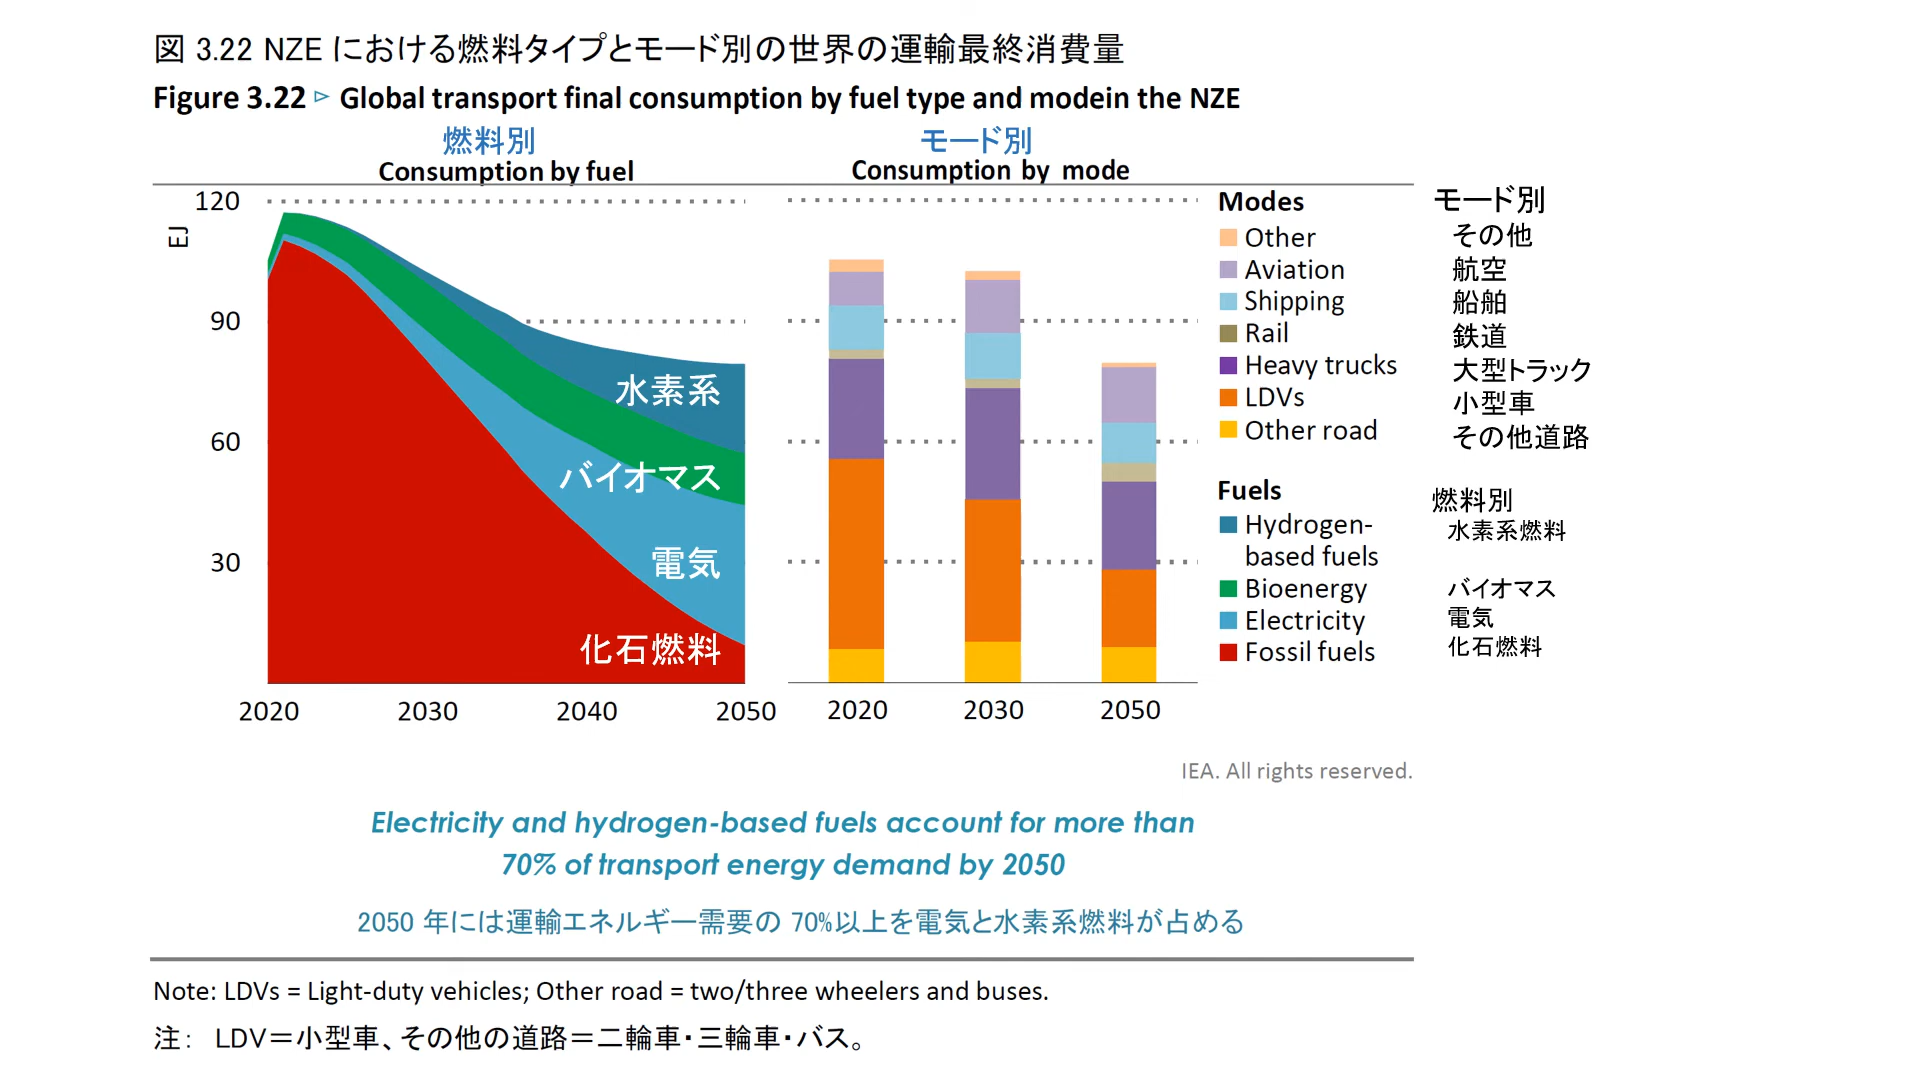 図 3.22 NZE における燃料タイプとモード別の世界の運輸最終消費量
Figure 3.22 ▷ Global transport final consumption by fuel type and modein the NZE
燃料別
Consumption by fuel
モード別
Consumption by mode
EJ
120
90
60
30
水素系
バイオマス
電気
化石燃料
2020 2030 2040 2050
2020 2030 2050
Modes
Other
Aviation
Shipping
Rail
Heavy trucks
LDVs
Other road
Fuels
Hydrogen-
based fuels
Bioenergy
Electricity
Fossil fuels
モード別
その他
航空
船舶
鉄道
大型トラック
小型車
その他道路
燃料別
水素系燃料
バイオマス
電気
化石燃料
IEA. All rights reserved.
Electricity and hydrogen-based fuels account for more than
70% of transport energy demand by 2050
2050 年には運輸エネルギー需要の 70%以上を電気と水素系燃料が占める
Note: LDVs = Light-duty vehicles; Other road = two/three wheelers and buses.
注： LDV＝小型車、その他の道路＝二輪車・三輪車・バス。